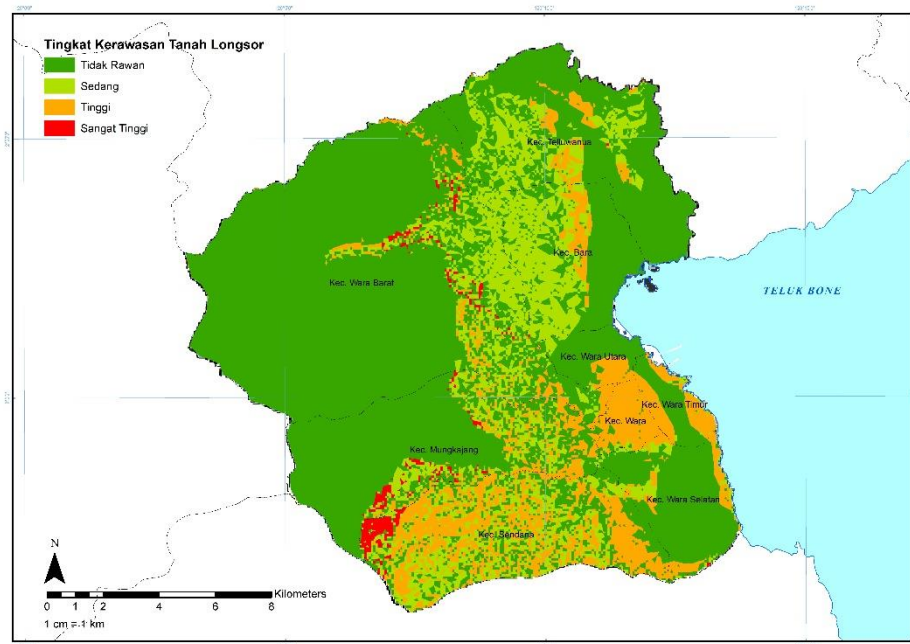 Tingkat Kerawasan Tanah Longsor
Tidak Rawan
Sedang
Tinggi
Sangat Tinggi
Kec. Telluwanua
Kec. Bara
Kec. Wara Barat
TELUK BONE
Kec. Wara Utara
Kec. Wara Timur
Kec. Wara
Kec. Mungkajang
Kec. Wara Selatan
Kec. Sendana
N
0 1 2 4 6 8 Kilometers
1 cm = 1 km